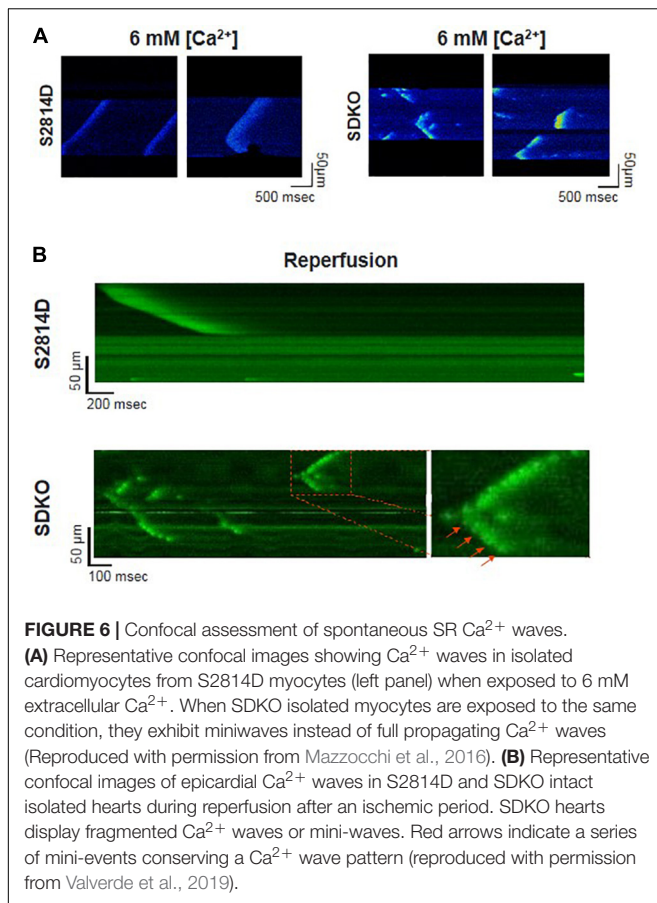 A
6 mM [Ca²⁺]
6 mM [Ca²⁺]
S2814D
SDKO
50µm
500 msec
50µm
500 msec
B
Reperfusion
S2814D
50 µm
200 msec
SDKO
50 µm
100 msec
FIGURE 6 | Confocal assessment of spontaneous SR Ca²⁺ waves.
(A) Representative confocal images showing Ca²⁺ waves in isolated
cardiomyocytes from S2814D myocytes (left panel) when exposed to 6 mM
extracellular Ca²⁺. When SDKO isolated myocytes are exposed to the same
condition, they exhibit miniwaves instead of full propagating Ca²⁺ waves
(Reproduced with permission from Mazzocchi et al., 2016). (B) Representative
confocal images of epicardial Ca²⁺ waves in S2814D and SDKO intact
isolated hearts during reperfusion after an ischemic period. SDKO hearts
display fragmented Ca²⁺ waves or mini-waves. Red arrows indicate a series
of mini-events conserving a Ca²⁺ wave pattern (reproduced with permission
from Valverde et al., 2019).